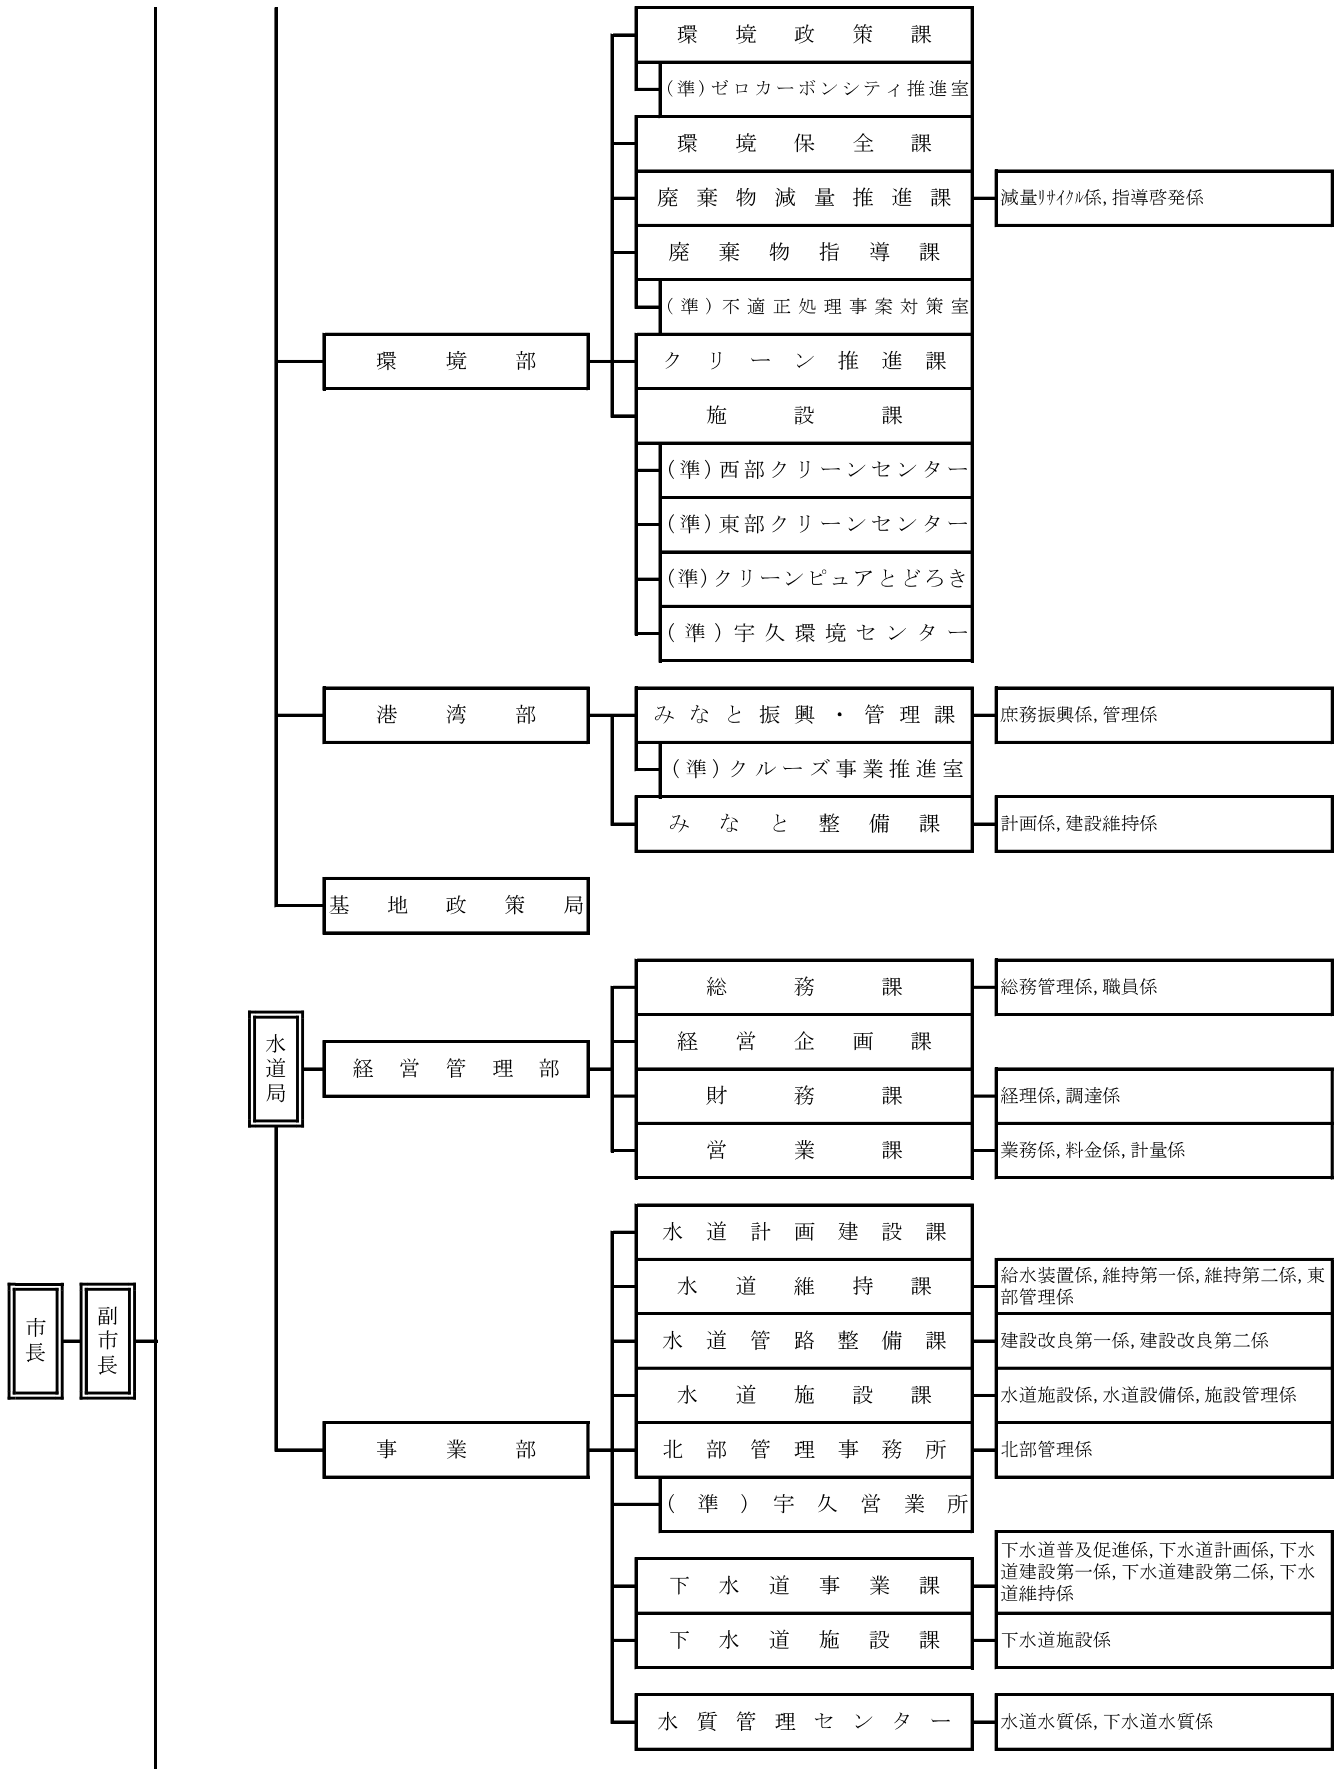 環境政策課
(準)ゼロカーボンシティ推進室
環境保全課
廃棄物減量推進課
減量ﾘｻｲｸﾙ係,指導啓発係
廃棄物指導課
(準)不適正処理事案対策室
環境部
クリーン推進課
施設課
(準)西部クリーンセンター
(準)東部クリーンセンター
(準)クリーンピュアとどろき
(準)宇久環境センター
港湾部
みなと振興・管理課
庶務振興係,管理係
(準)クルーズ事業推進室
みなと整備課
計画係,建設維持係
基地政策局
総務課
総務管理係,職員係
水道局
経営管理部
経営企画課
財務課
経理係,調達係
営業課
業務係,料金係,計量係
水道計画建設課
市長
副市長
水道維持課
給水装置係,維持第一係,維持第二係,東
部管理係
水道管路整備課
建設改良第一係,建設改良第二係
水道施設課
水道施設係,水道設備係,施設管理係
事業部
北部管理事務所
北部管理係
(準)宇久営業所
下水道事業課
下水道普及促進係,下水道計画係,下水
道建設第一係,下水道建設第二係,下水
道維持係
下水道施設課
下水道施設係
水質管理センター
水道水質係,下水道水質係